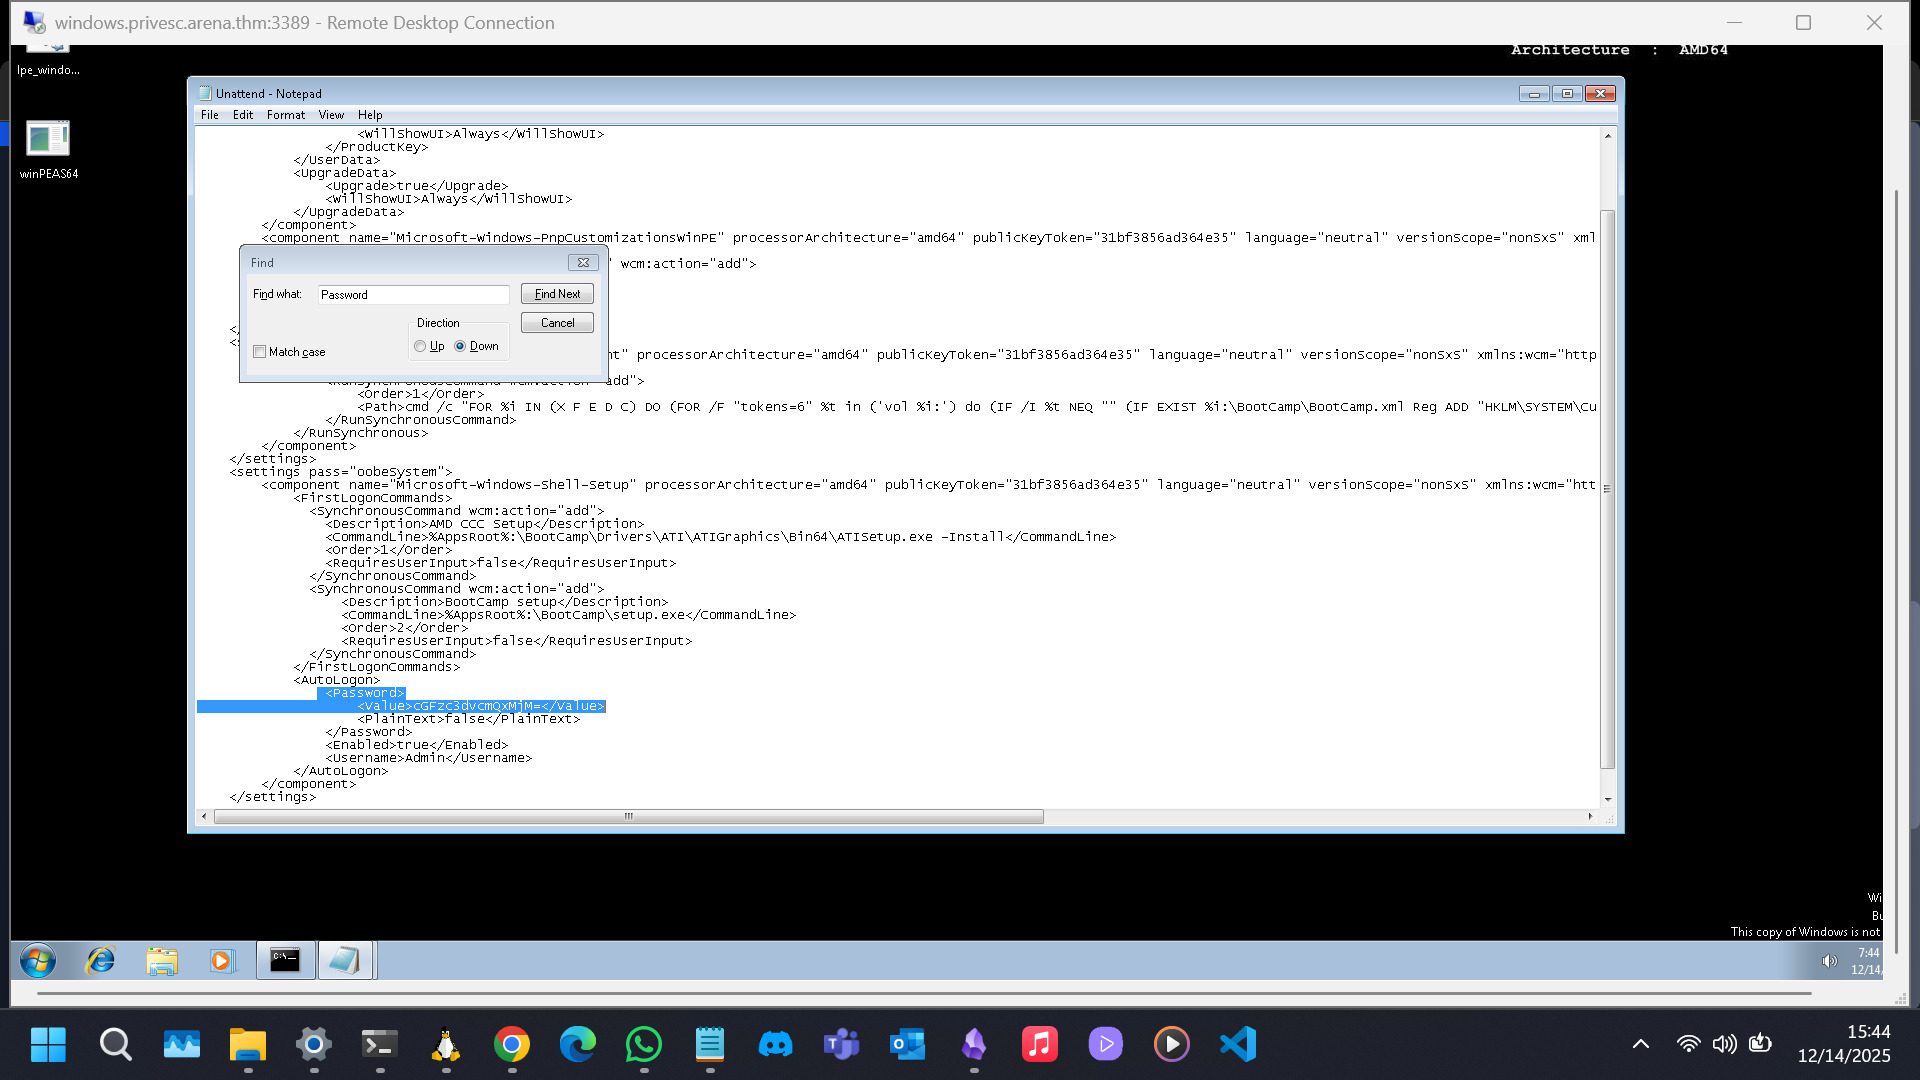 windows.privesc.arena.thm:3389 - Remote Desktop Connection
Architecture : AMD64
lpe_windo...
winPEAS64
Unattend - Notepad
File Edit Format View Help
<WillShowUI>Always</WillShowUI>
</ProductKey>
</UserData>
<UpgradeData>
<Upgrade>true</Upgrade>
<WillShowUI>Always</WillShowUI>
</UpgradeData>
</component>
<component name="Microsoft-Windows-PnpCustomizationsWinPE" processorArchitecture="amd64" publicKeyToken="31bf3856ad364e35" language="neutral" versionScope="nonSxS" xml
" wcm:action="add">
Find
Find what: Password
Find Next
Cancel
Direction
Up Down
Match case
</
<s
nt" processorArchitecture="amd64" publicKeyToken="31bf3856ad364e35" language="neutral" versionScope="nonSxS" xmlns:wcm="http
<RunSynchronousCommand wcm:action="add">
<Order>1</Order>
<Path>cmd /c "FOR %i IN (X F E D C) DO (FOR /F "tokens=6" %t in ('vol %i:') do (IF /I %t NEQ "" (IF EXIST %i:\BootCamp\BootCamp.xml Reg ADD "HKLM\SYSTEM\Cu
</RunSynchronousCommand>
</RunSynchronous>
</component>
</settings>
<settings pass="oobeSystem">
<component name="Microsoft-Windows-Shell-Setup" processorArchitecture="amd64" publicKeyToken="31bf3856ad364e35" language="neutral" versionScope="nonSxS" xmlns:wcm="htt
<FirstLogonCommands>
<SynchronousCommand wcm:action="add">
<Description>AMD CCC Setup</Description>
<CommandLine>%AppsRoot%:\BootCamp\Drivers\ATI\ATIGraphics\Bin64\ATISetup.exe -Install</CommandLine>
<Order>1</Order>
<RequiresUserInput>false</RequiresUserInput>
</SynchronousCommand>
<SynchronousCommand wcm:action="add">
<Description>BootCamp setup</Description>
<CommandLine>%AppsRoot%:\BootCamp\setup.exe</CommandLine>
<Order>2</Order>
<RequiresUserInput>false</RequiresUserInput>
</SynchronousCommand>
</FirstLogonCommands>
<AutoLogon>
<Password>
<Value>cGFzc3dvcmQxMjM=</Value>
<PlainText>false</PlainText>
</Password>
<Enabled>true</Enabled>
<Username>Admin</Username>
</AutoLogon>
</component>
</settings>
Wi
Bu
This copy of Windows is not
7:44
12/14/
15:44
12/14/2025